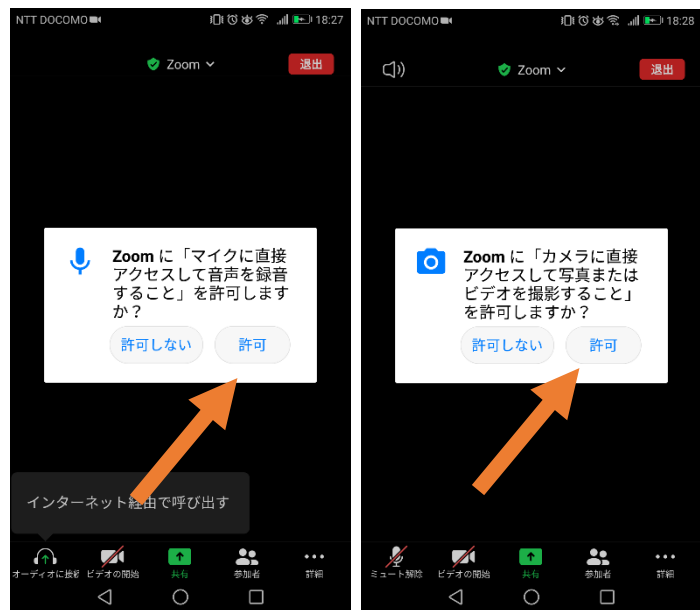 NTT DOCOMO 18:27
Zoom
退出
Zoom に「マイクに直接
アクセスして音声を録音
すること」を許可します
か？
許可しない 許可
インターネット経由で呼び出す
オーディオに接続 ビデオの開始 共有 参加者 詳細
NTT DOCOMO 18:28
Zoom
退出
Zoom に「カメラに直接
アクセスして写真または
ビデオを撮影すること」
を許可しますか？
許可しない 許可
ミュート解除 ビデオの開始 共有 参加者 詳細